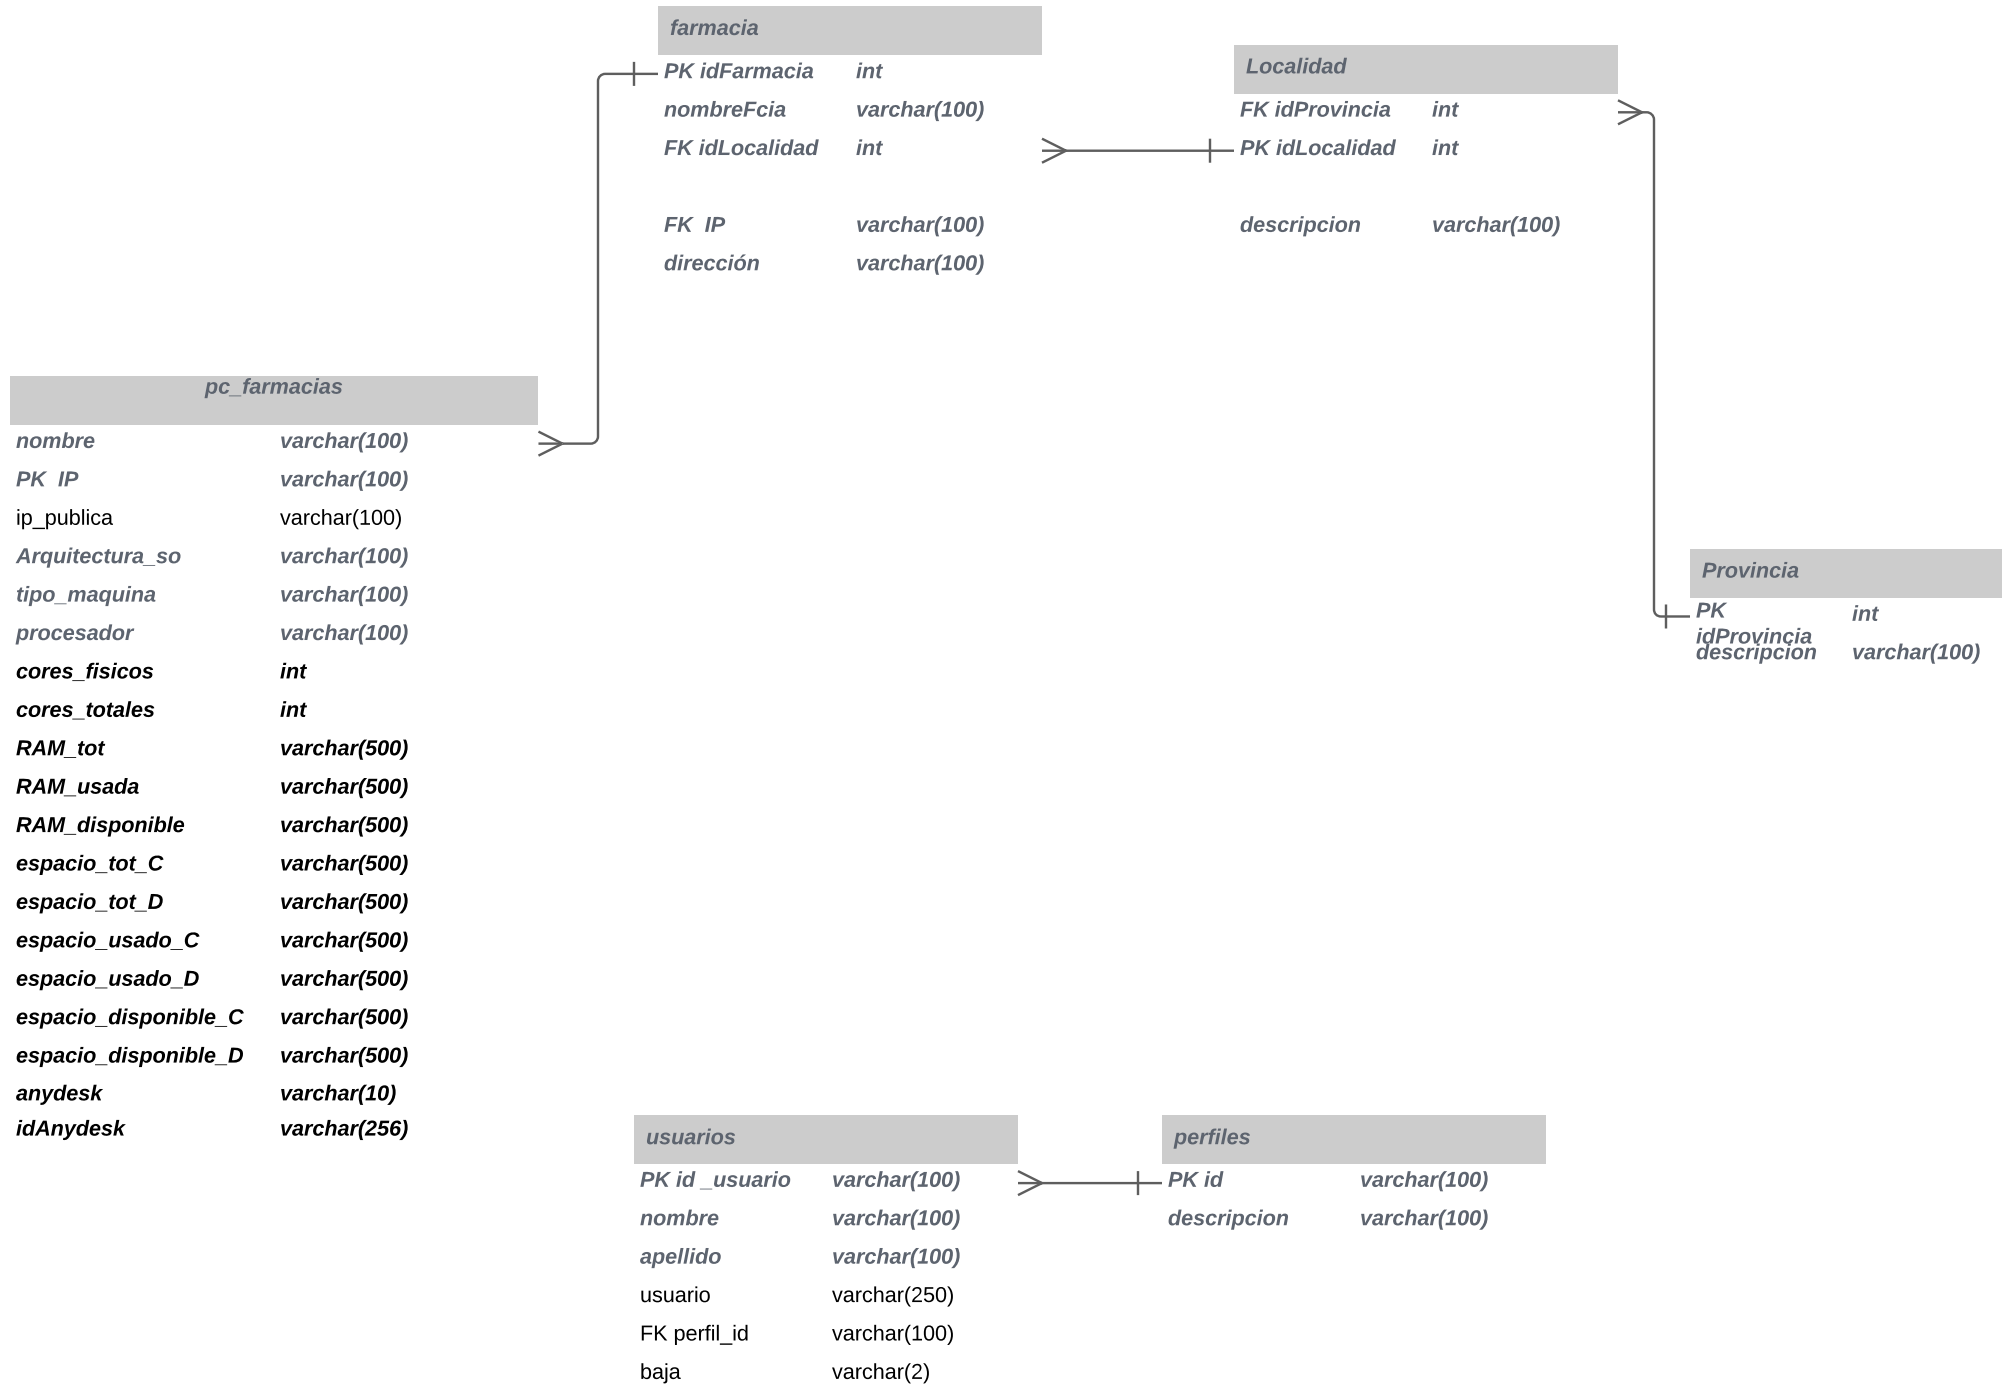 farmacia
PK idFarmacia int
nombreFcia varchar(100)
FK idLocalidad int
FK  IP varchar(100)
dirección varchar(100)
Localidad
FK idProvincia int
PK idLocalidad int
descripcion varchar(100)
pc_farmacias
nombre varchar(100)
PK  IP varchar(100)
ip_publica varchar(100)
Arquitectura_so varchar(100)
tipo_maquina varchar(100)
procesador varchar(100)
cores_fisicos int
cores_totales int
RAM_tot varchar(500)
RAM_usada varchar(500)
RAM_disponible varchar(500)
espacio_tot_C varchar(500)
espacio_tot_D varchar(500)
espacio_usado_C varchar(500)
espacio_usado_D varchar(500)
espacio_disponible_C varchar(500)
espacio_disponible_D varchar(500)
anydesk varchar(10)
idAnydesk varchar(256)
Provincia
PK int
idProvincia
descripcion varchar(100)
usuarios
PK id _usuario varchar(100)
nombre varchar(100)
apellido varchar(100)
usuario varchar(250)
FK perfil_id varchar(100)
baja varchar(2)
perfiles
PK id varchar(100)
descripcion varchar(100)